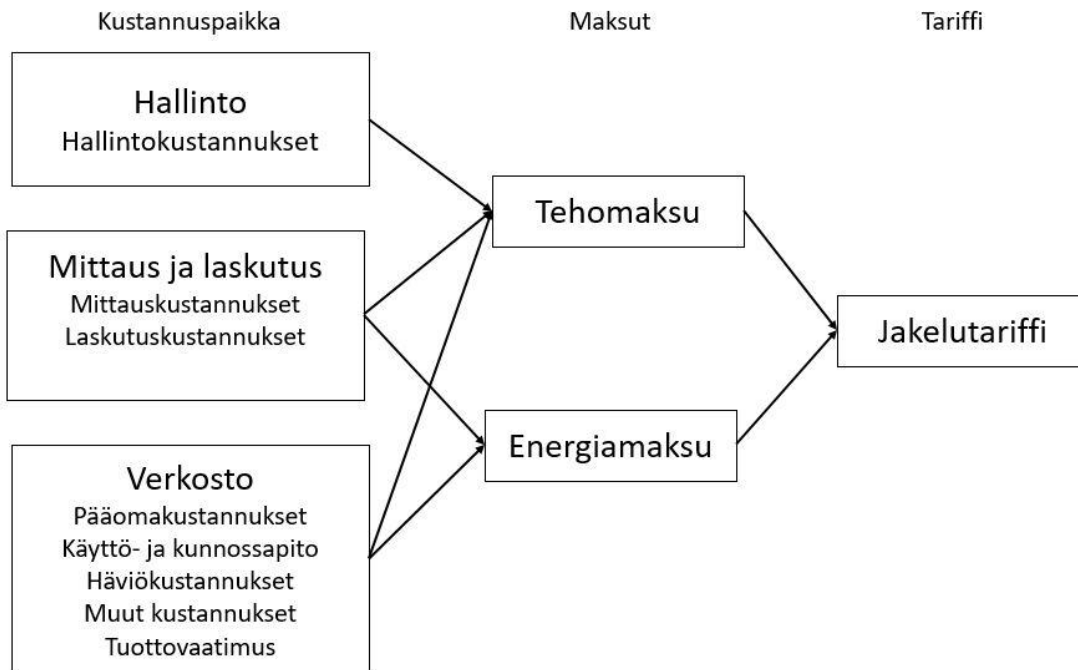 Kustannuspaikka
Maksut
Tariffi
Hallinto
Hallintokustannukset
Tehomaksu
Mittaus ja laskutus
Mittauskustannukset
Laskutuskustannukset
Jakelutariffi
Energiamaksu
Verkosto
Pääomakustannukset
Käyttö- ja kunnossapito
Häviökustannukset
Muut kustannukset
Tuottovaatimus